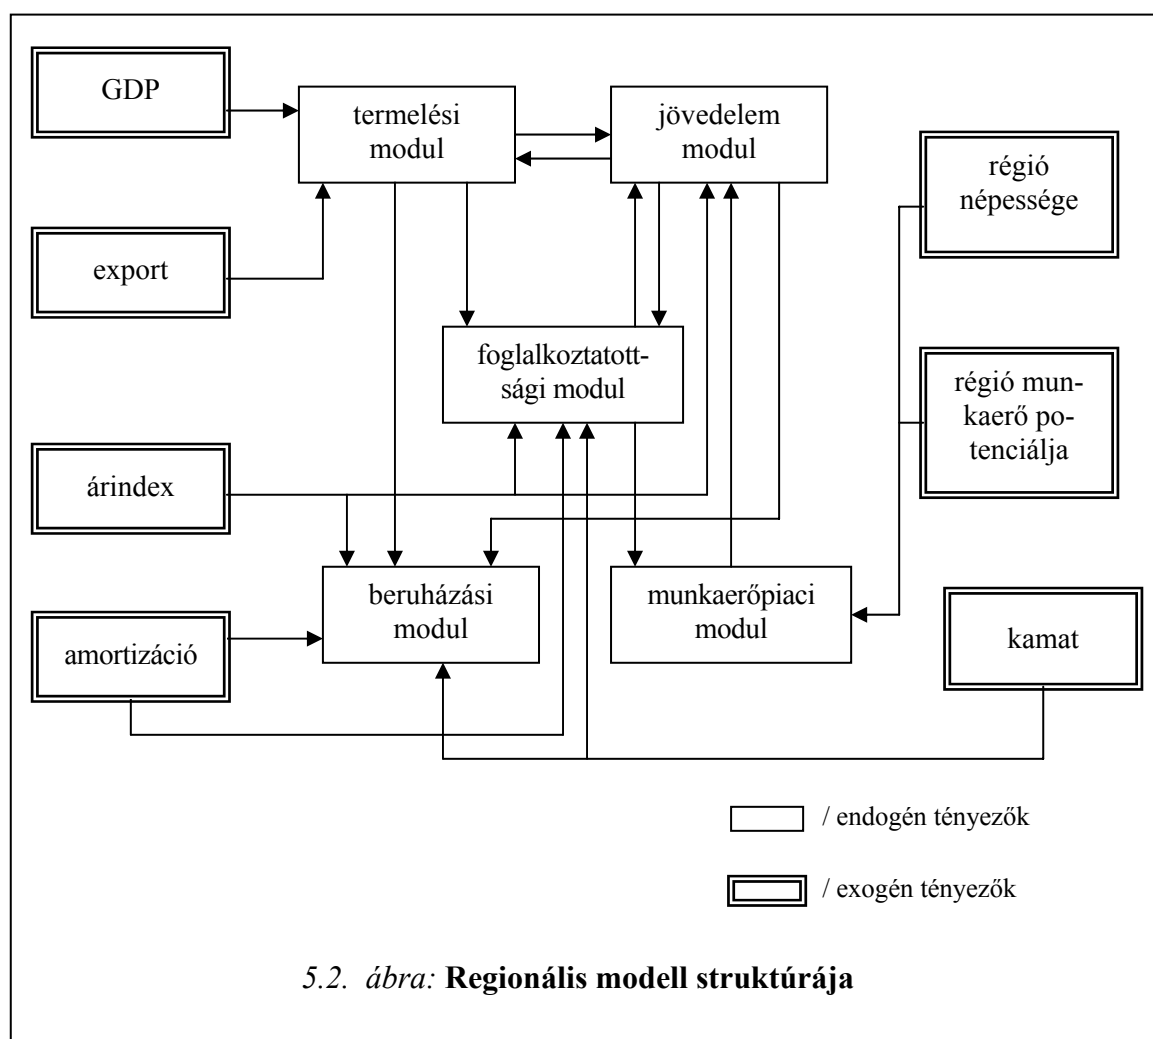 GDP
termelési
modul
jövedelem
modul
régió
népessége
export
foglalkoztatott-
sági modul
régió mun-
kaerő po-
tenciálja
árindex
beruházási
modul
munkaerőpiaci
modul
amortizáció
kamat
/ endogén tényezők
/ exogén tényezők
5.2. ábra: Regionális modell struktúrája